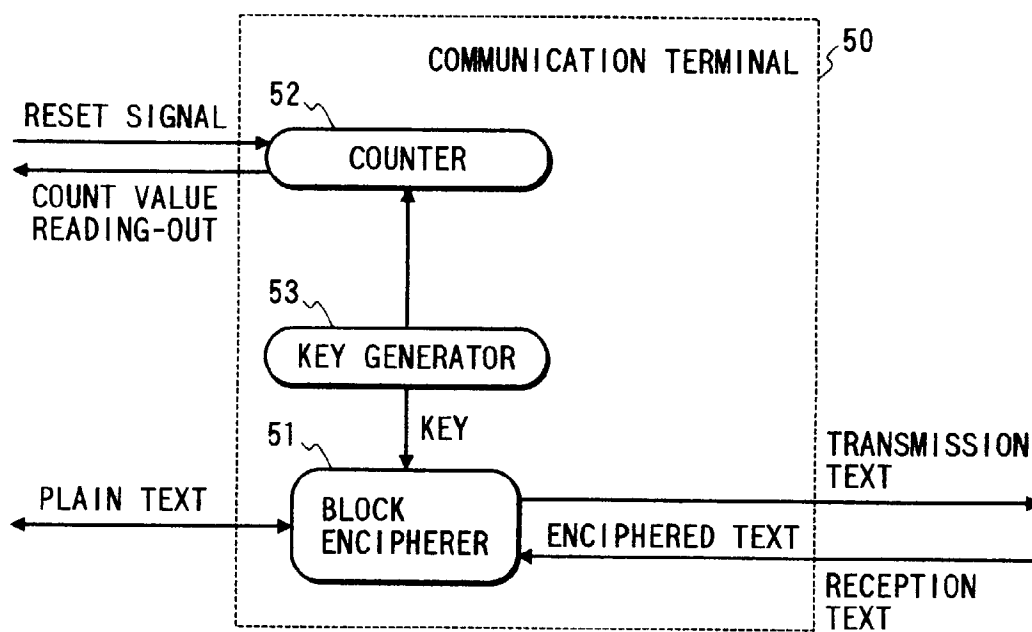 COMMUNICATION TERMINAL
50
52
RESET SIGNAL
COUNTER
COUNT VALUE
READING-OUT
53
KEY GENERATOR
KEY
51
TRANSMISSION
TEXT
PLAIN TEXT
BLOCK
ENCIPHERER
ENCIPHERED TEXT
RECEPTION
TEXT